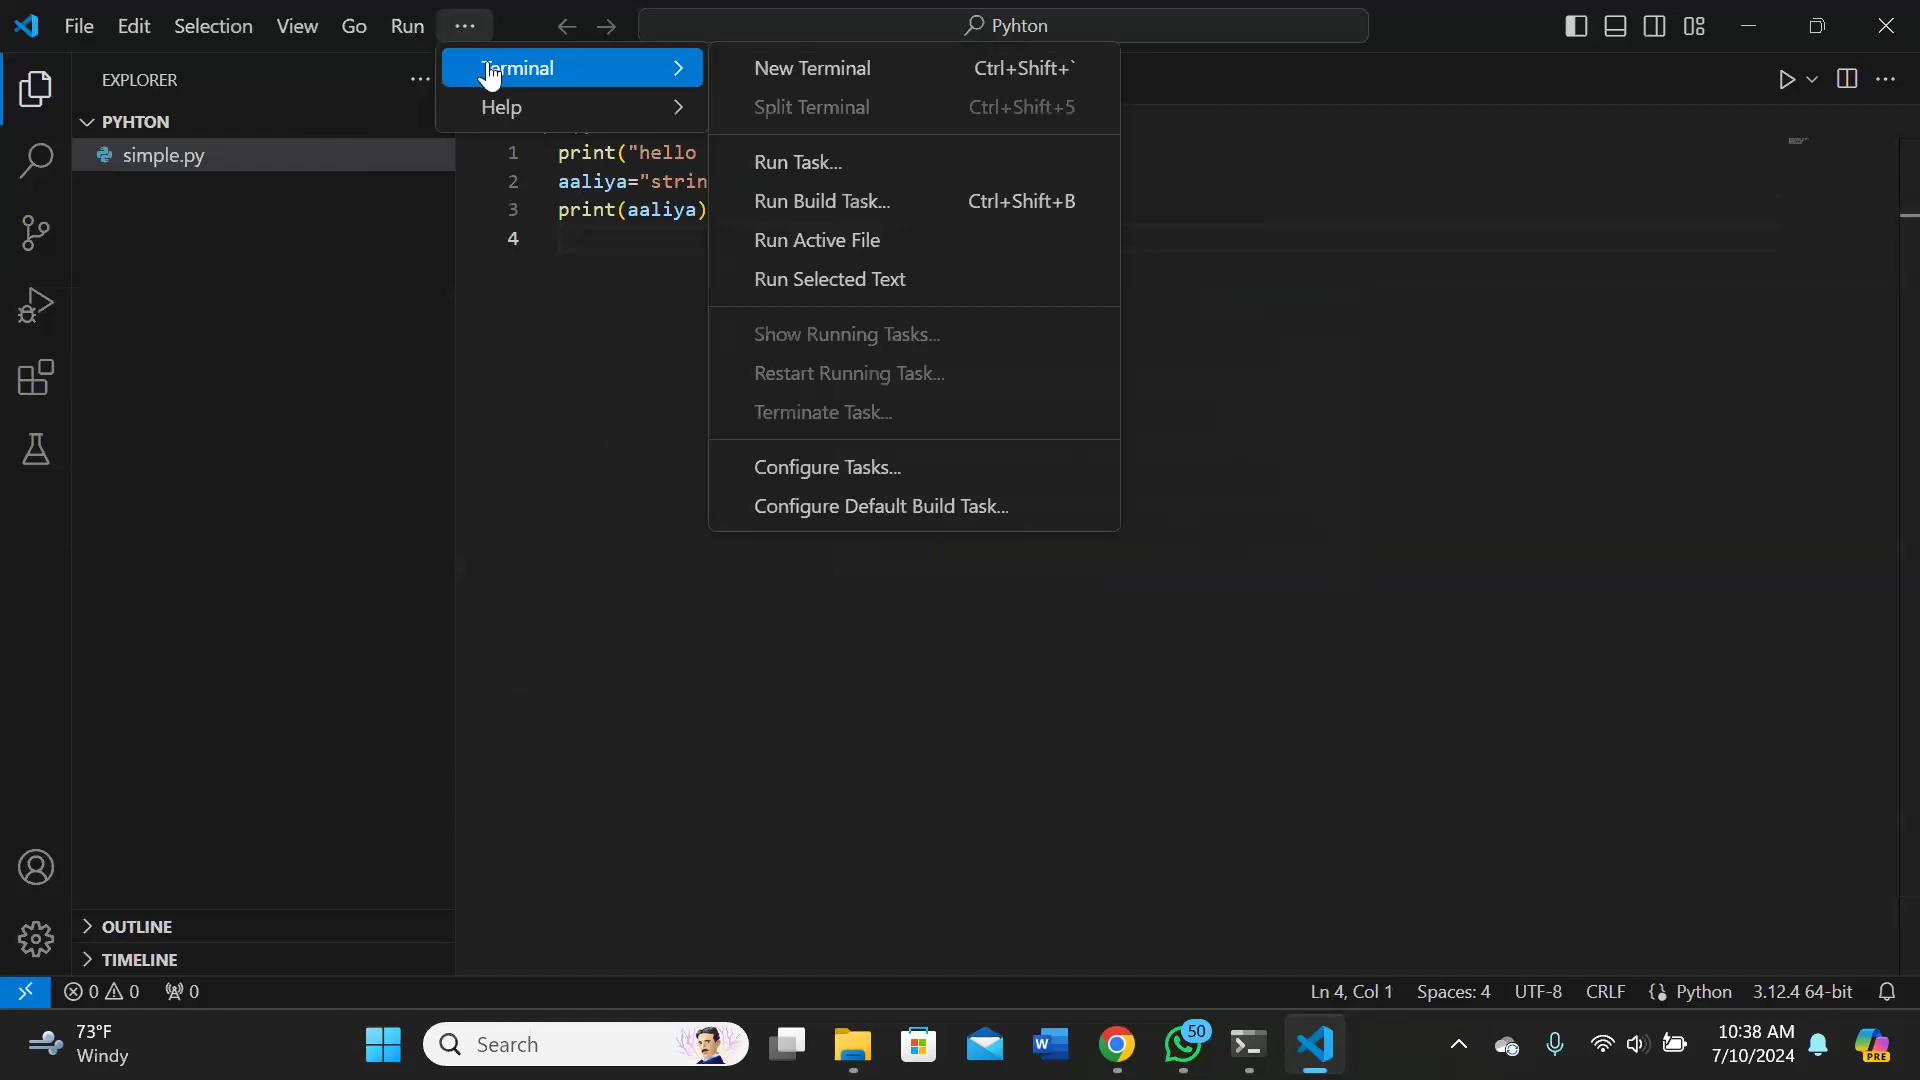 File Edit Selection View Go Run ... Pyhton
EXPLORER ...
PYHTON
simple.py
Terminal
Help
New Terminal Ctrl+Shift+`
Split Terminal Ctrl+Shift+5
Run Task...
Run Build Task... Ctrl+Shift+B
Run Active File
Run Selected Text
Show Running Tasks...
Restart Running Task...
Terminate Task...
Configure Tasks...
Configure Default Build Task...
1 print("hello
2 aaliya="strin
3 print(aaliya)
4
OUTLINE
TIMELINE
0 0 0 Ln 4, Col 1 Spaces: 4 UTF-8 CRLF Python 3.12.4 64-bit
73°F
Windy
Search
50
10:38 AM
7/10/2024
PRE